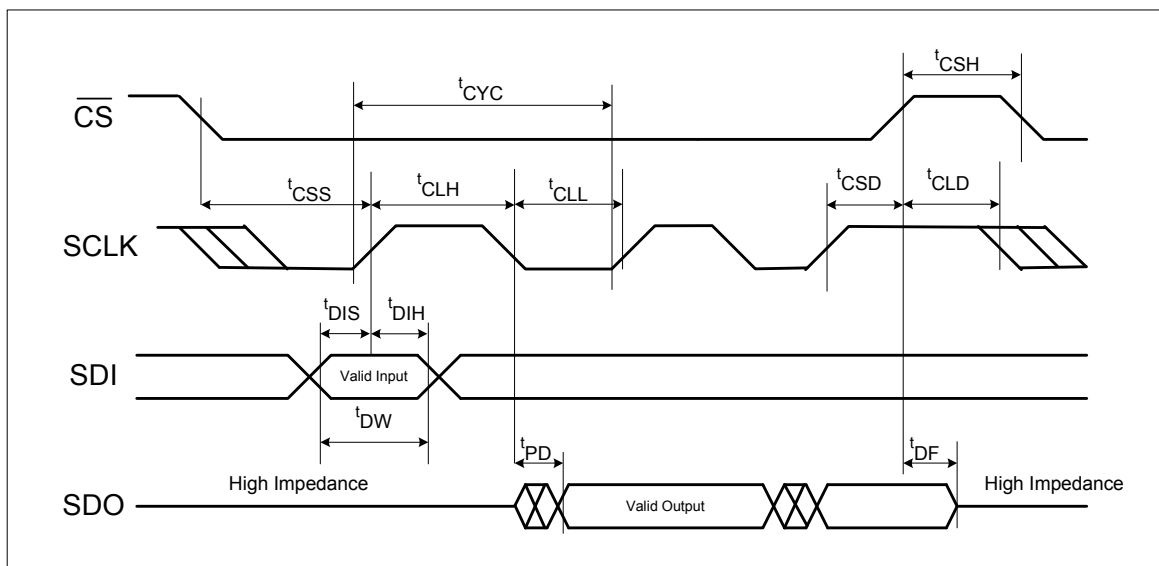 tCSH
tCYC
CS
tCSS
tCLH
tCLL
tCSD
tCLD
SCLK
tDIS
tDIH
SDI
Valid Input
tDW
tPD
tDF
High Impedance
High Impedance
SDO
Valid Output